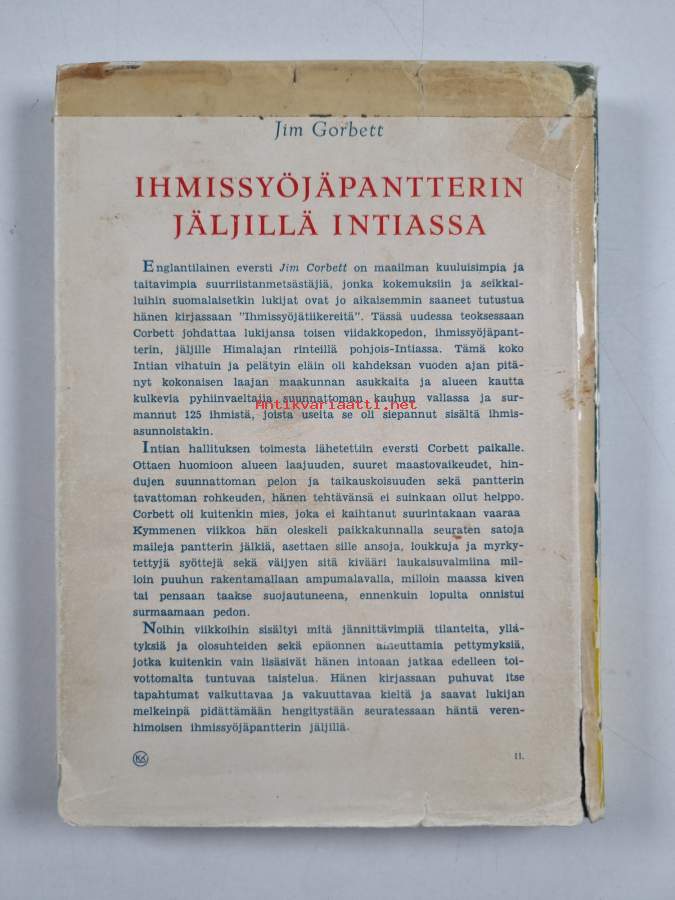 Jim Gorbett
IHMISSYÖJÄPANTTERIN
JÄLJILLÄ INTIASSA
Englantilainen eversti Jim Corbett on maailman kuuluisimpia ja
taitavimpia suurriistanmetsästäjiä, jonka kokemuksiin ja seikkai-
luihin suomalaisetkin lukijat ovat jo aikaisemmin saaneet tutustua
hänen kirjassaan "Ihmissyöjätiikereitä". Tässä uudessa teoksessaan
Corbett johdattaa lukijansa toisen viidakkopedon, ihmissyöjäpant-
terin, jäljille Himalajan rinteillä pohjois-Intiassa. Tämä koko
Intian vihatuin ja pelätyin eläin oli kahdeksan vuoden ajan pitä-
nyt kokonaisen laajan maakunnan asukkaita ja alueen kautta
kulkevia pyhiinvaeltajia suunnattoman kauhun vallassa ja sur-
Antikvariaatti.net
mannut 125 ihmistä, joista useita se oli siepannut sisältä ihmis-
asunnoistakin.
Intian hallituksen toimesta lähetettiin eversti Corbett paikalle.
Ottaen huomioon alueen laajuuden, suuret maastovaikeudet, hin-
dujen suunnattoman pelon ja taikauskoisuuden sekä pantterin
tavattoman rohkeuden, hänen tehtävänsä ei suinkaan ollut helppo.
Corbett oli kuitenkin mies, joka ei kaihtanut suurintakaan vaaraa
Kymmenen viikkoa hän oleskeli paikkakunnalla seuraten satoja
maileja pantterin jälkiä, asettaen sille ansoja, loukkuja ja myrky-
tettyjä syöttejä sekä väijyen sitä kivääri laukaisuvalmiina mil-
loin puuhun rakentamallaan ampumalavalla, milloin maassa kiven
tai pensaan taakse suojautuneena, ennenkuin lopulta onnistui
surmaamaan pedon.
Noihin viikkoihin sisältyi mitä jännittävimpiä tilanteita, yllä-
tyksiä ja olosuhteiden sekä epäonnen aiheuttamia pettymyksiä,
jotka kuitenkin vain lisäsivät hänen intoaan jatkaa edelleen toi-
vottomalta tuntuvaa taistelua. Hänen kirjassaan puhuvat itse
tapahtumat vaikuttavaa ja vakuuttavaa kieltä ja saavat lukijan
melkeinpä pidättämään hengitystään seuratessaan häntä veren-
himoisen ihmissyöjäpantterin jäljillä.
KK
11.